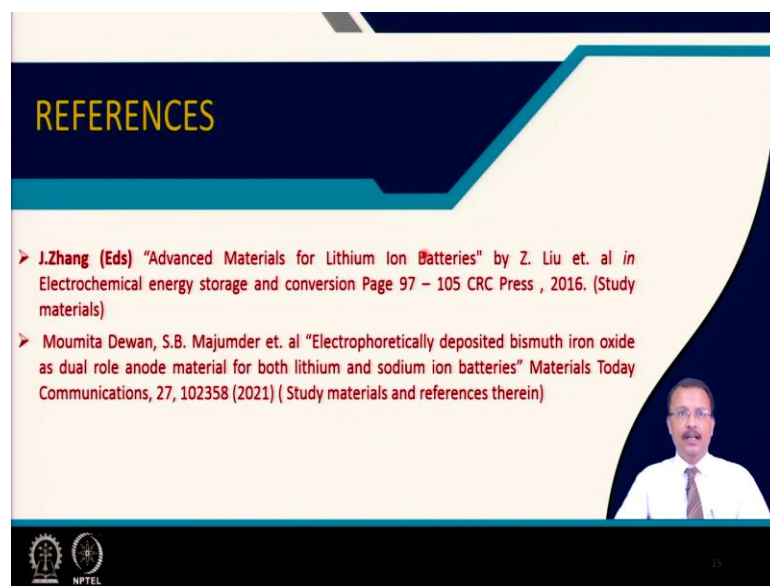 REFERENCES
➢ J.Zhang (Eds) “Advanced Materials for Lithium Ion Batteries" by Z. Liu et. al in
Electrochemical energy storage and conversion Page 97 – 105 CRC Press , 2016. (Study
materials)
➢ Moumita Dewan, S.B. Majumder et. al “Electrophoretically deposited bismuth iron oxide
as dual role anode material for both lithium and sodium ion batteries” Materials Today
Communications, 27, 102358 (2021) ( Study materials and references therein)
NPTEL
15